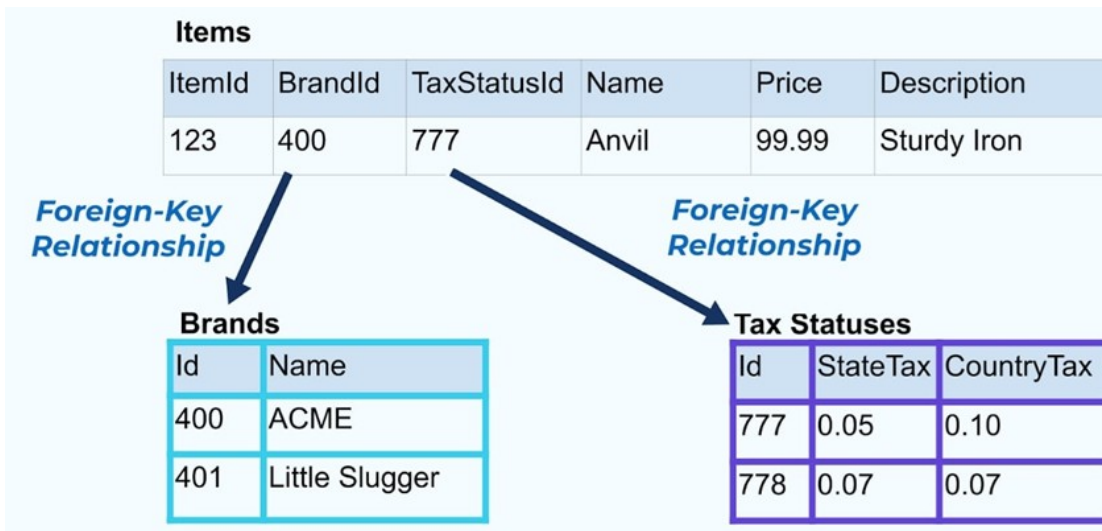 Items
ItemId BrandId TaxStatusId Name Price Description
123 400 777 Anvil 99.99 Sturdy Iron
Foreign-Key
Relationship
Foreign-Key
Relationship
Brands
Id Name
400 ACME
401 Little Slugger
Tax Statuses
Id StateTax CountryTax
777 0.05 0.10
778 0.07 0.07